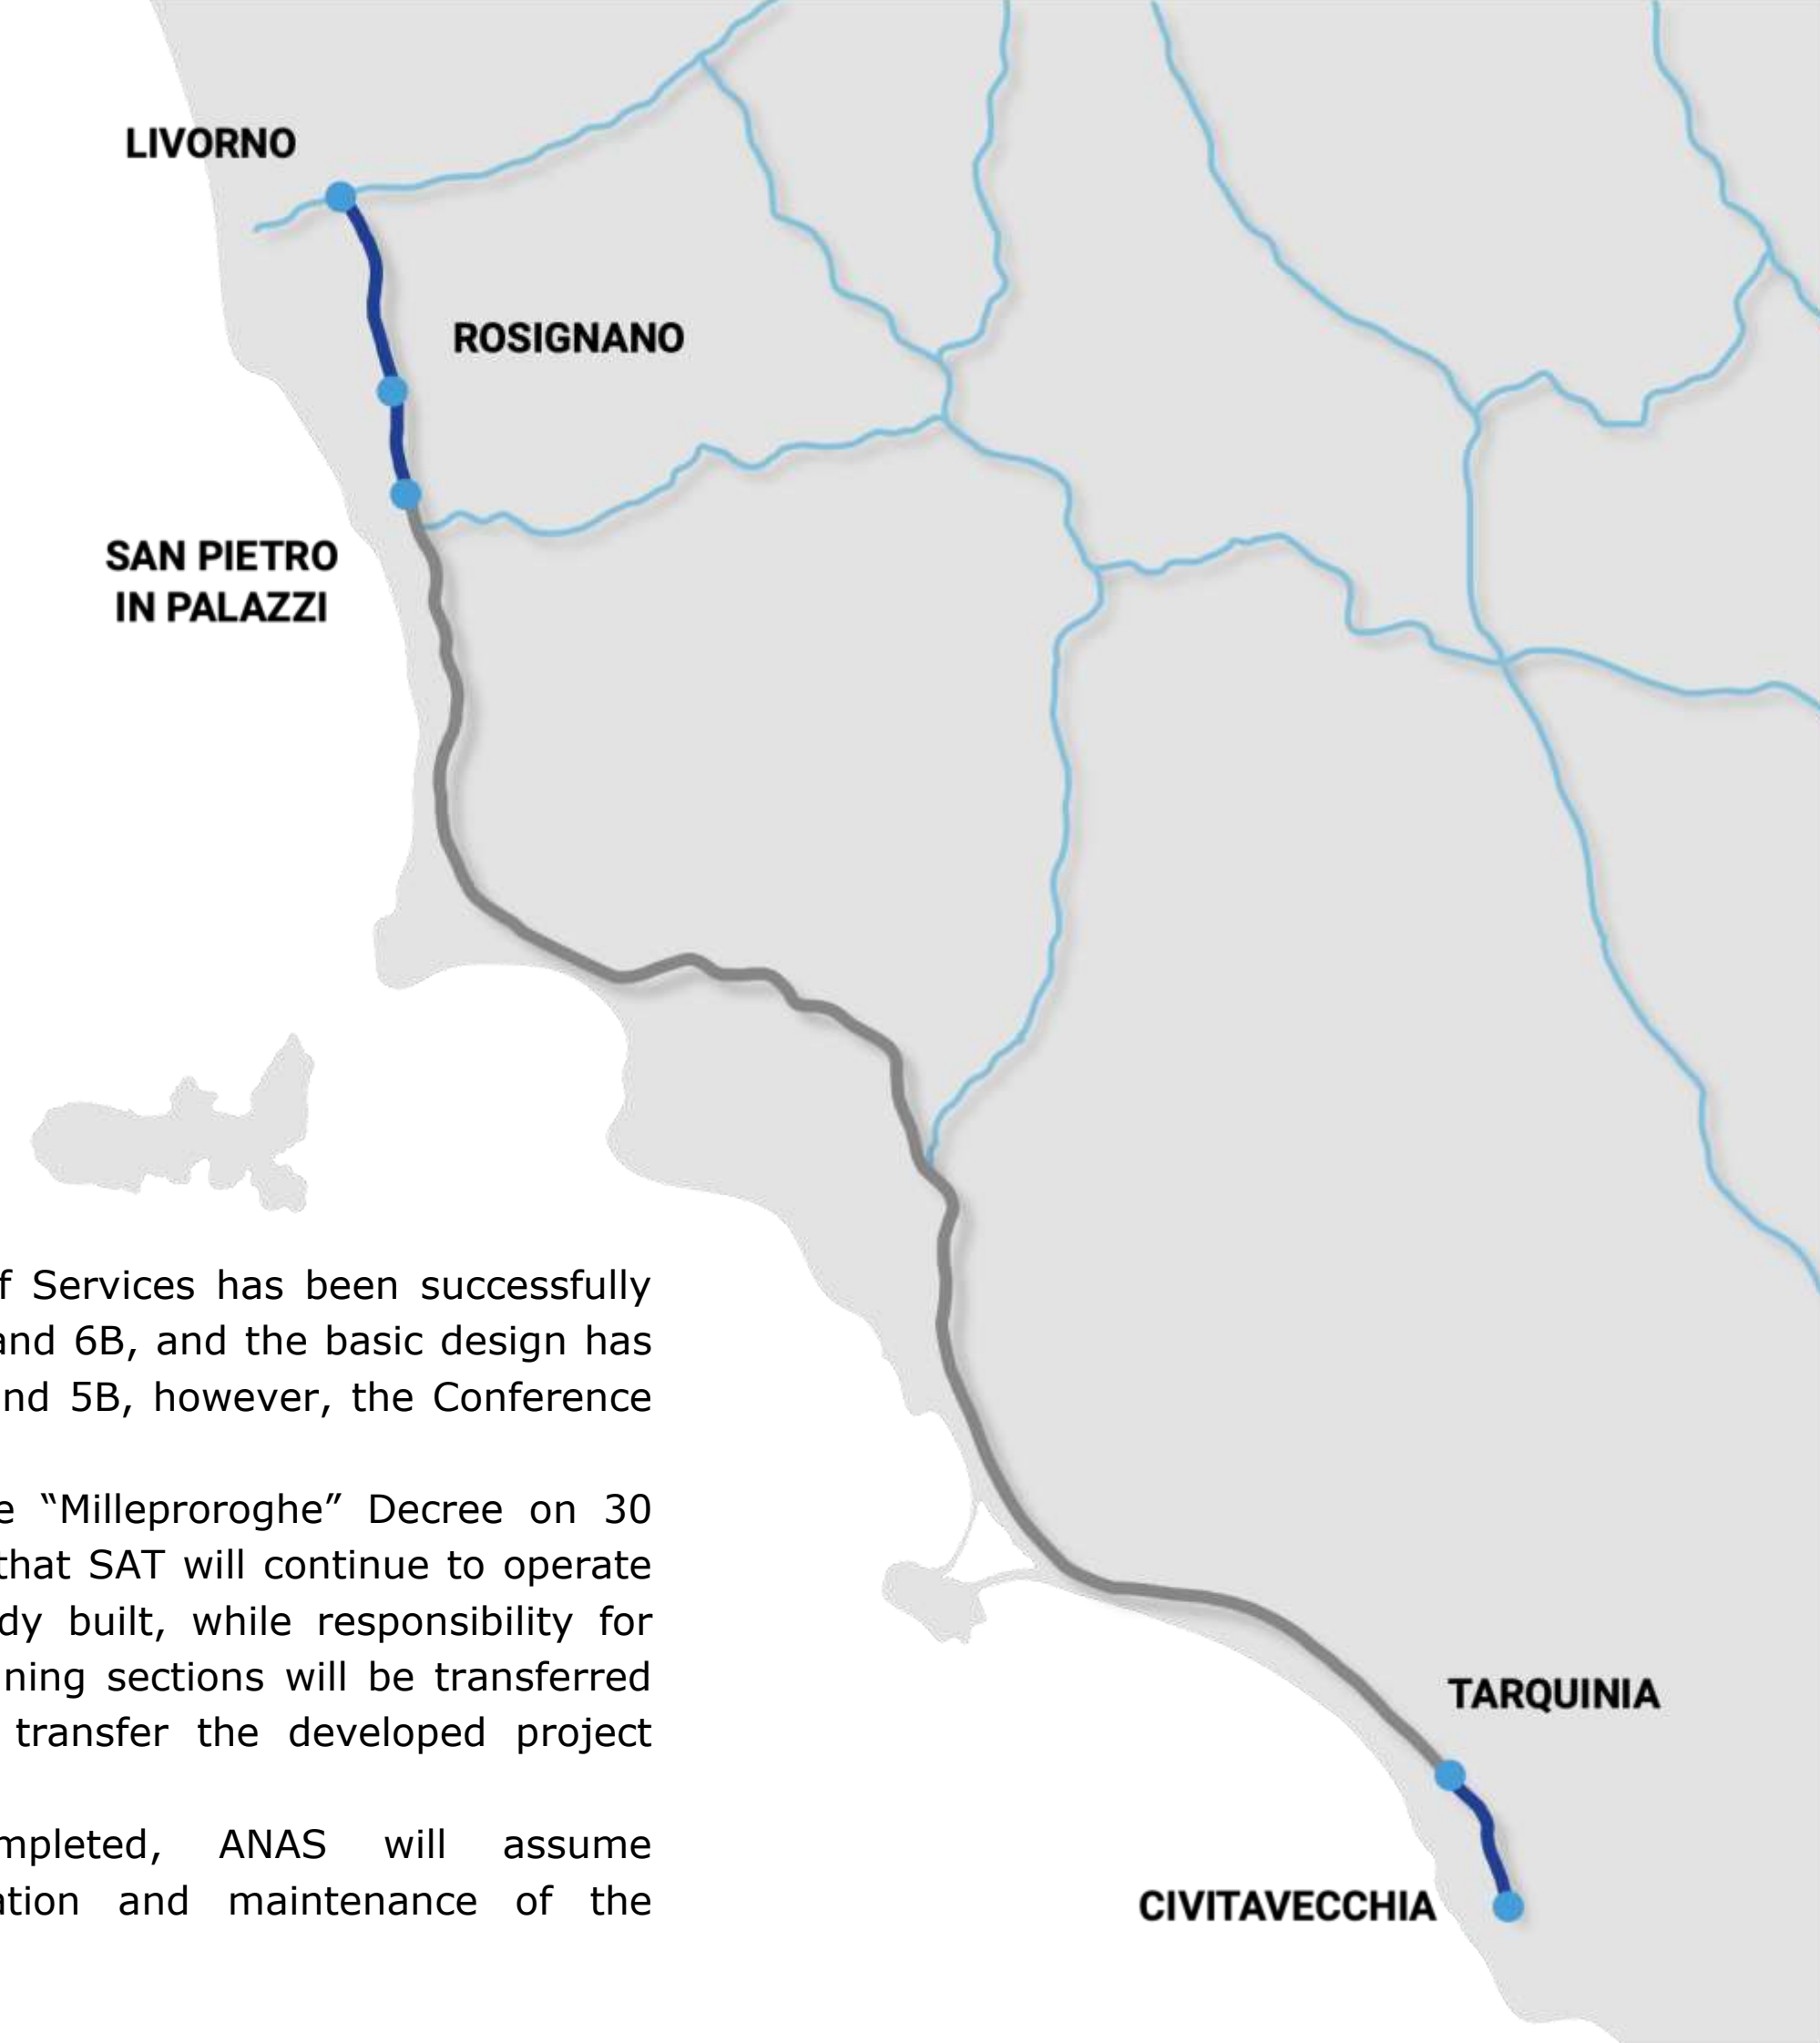 LIVORNO
ROSIGNANO
SAN PIETRO
IN PALAZZI
f Services has been successfully
and 6B, and the basic design has
nd 5B, however, the Conference
e “Milleproroghe” Decree on 30
that SAT will continue to operate
dy built, while responsibility for
ning sections will be transferred
transfer the developed project
mpleted, ANAS will assume
ation and maintenance of the
TARQUINIA
CIVITAVECCHIA